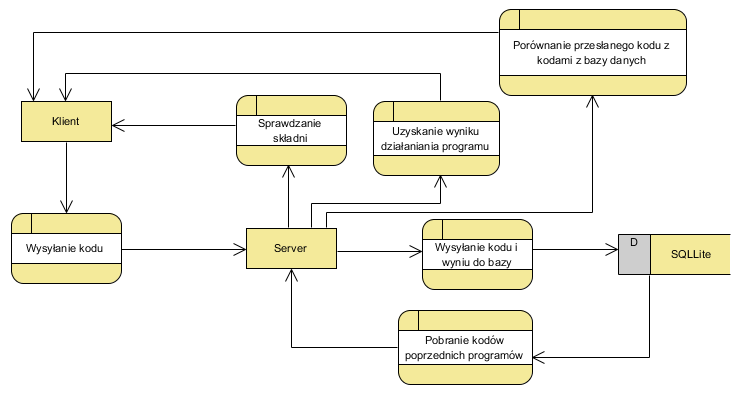 Porównanie przesłanego kodu z
kodami z bazy danych
Klient
Sprawdzanie
składni
Uzyskanie wyniku
działaniania programu
Wysyłanie kodu
Server
Wysyłanie kodu i
wyniu do bazy
D
SQLLite
Pobranie kodów
poprzednich programów